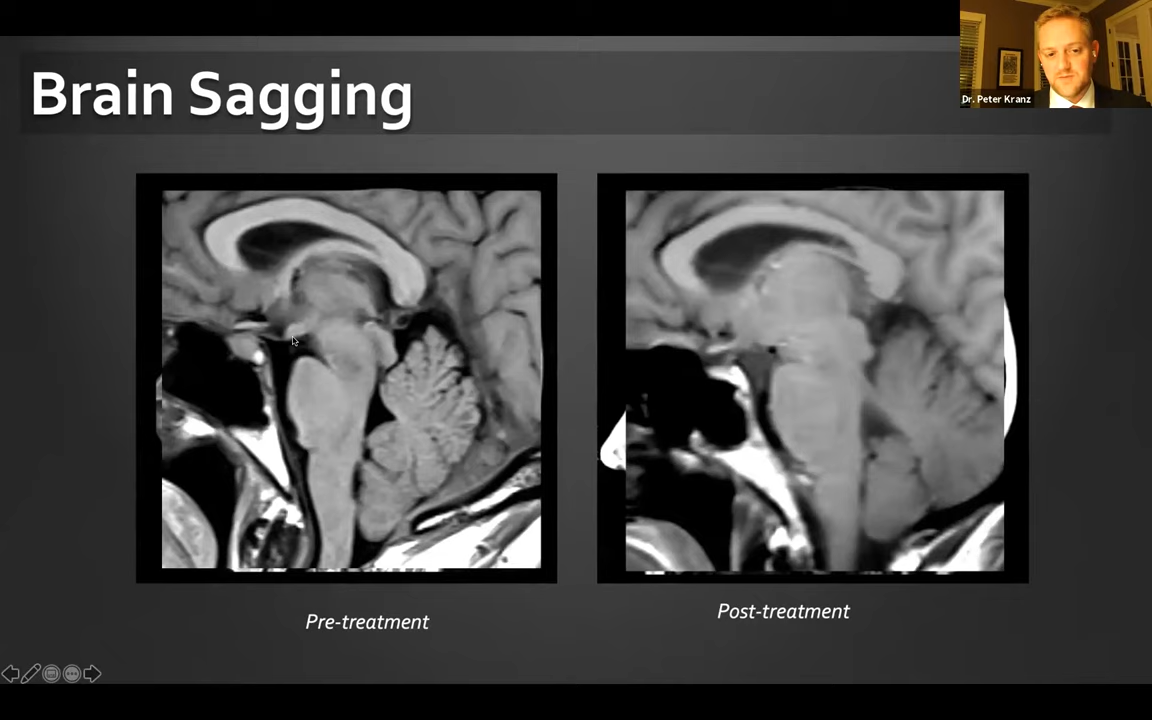 Brain Sagging
Dr. Peter Kranz
Pre-treatment
Post-treatment